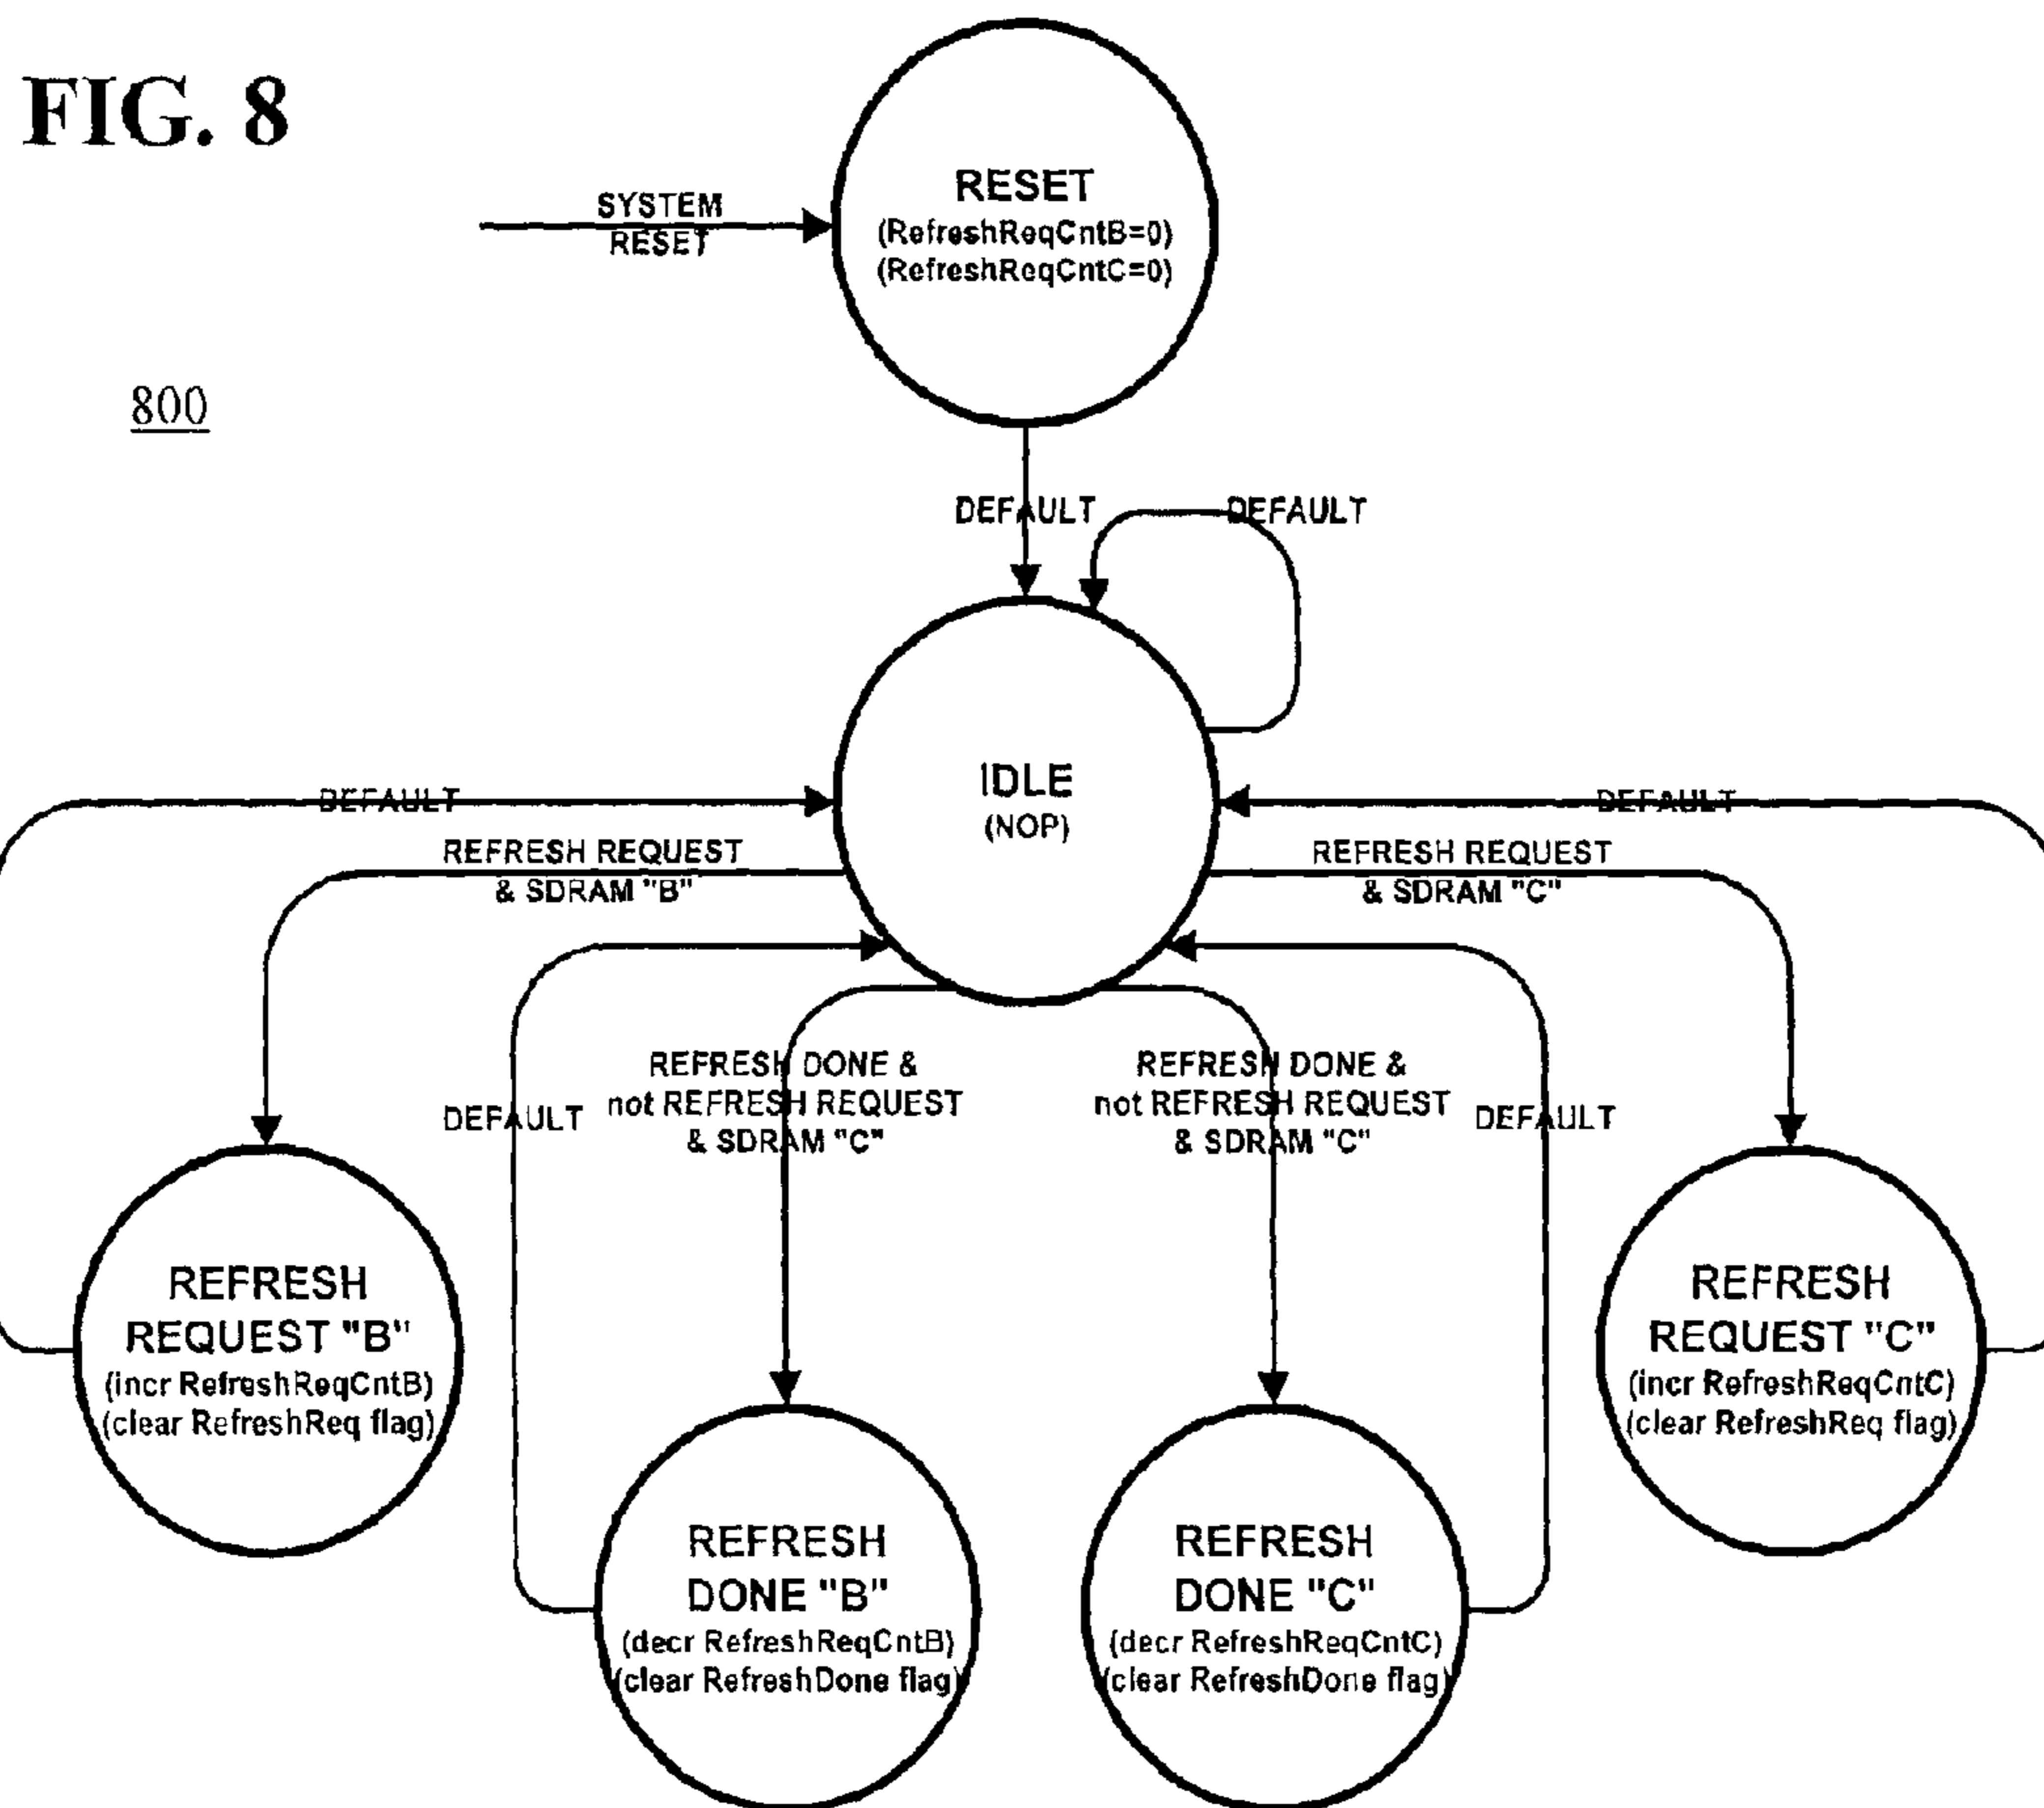 FIG. 8
SYSTEM
RESET
RESET
(RefreshReqCntB=0)
(RefreshReqCntC=0)
800
DEFAULT
DEFAULT
IDLE
(NOP)
DEFAULT
DEFAULT
REFRESH REQUEST
& SDRAM "B"
REFRESH REQUEST
& SDRAM "C"
DEFAULT
REFRESH DONE &
not REFRESH REQUEST
& SDRAM "C"
REFRESH DONE &
not REFRESH REQUEST
& SDRAM "C"
DEFAULT
REFRESH
REQUEST "B"
(incr RefreshReqCntB)
(clear RefreshReq flag)
REFRESH
REQUEST "C"
(incr RefreshReqCntC)
(clear RefreshReq flag)
REFRESH
DONE "B"
(decr RefreshReqCntB)
(clear RefreshDone flag)
REFRESH
DONE "C"
(decr RefreshReqCntC)
(clear RefreshDone flag)